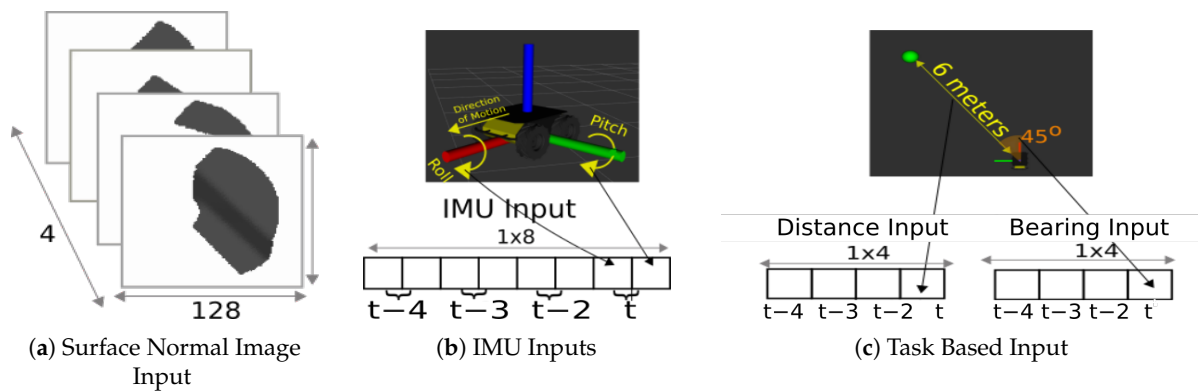 4
128
(a) Surface Normal Image
Input
Direction
of Motion
Pitch
Roll
IMU Input
1x8
t−4 t−3 t−2 t
(b) IMU Inputs
6 meters
45º
Distance Input
1x4
t−4 t−3 t−2 t
Bearing Input
1x4
t−4 t−3 t−2 t
(c) Task Based Input